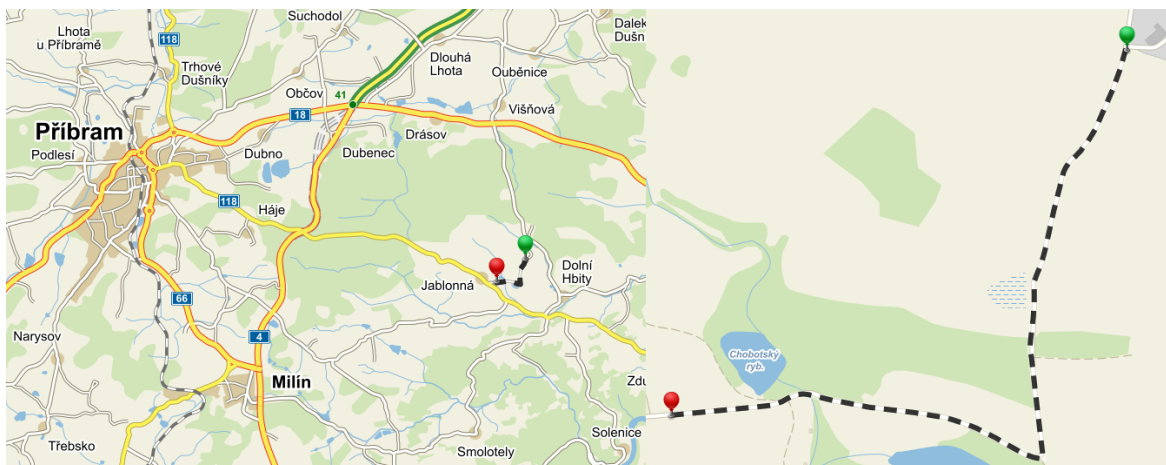 Suchodol
Dalek
Dušn
Lhota
u Příbramě
118
Dlouhá
Lhota
Trhové
Dušníky
Ouběnice
41
Občov
Višňová
18
Příbram
Drásov
Podlesí
Dubno
Dubenec
118
Háje
Dolní
Hbity
Jablonná
66
Narysov
4
Chobotský
ryb.
Milín
Zdu
Solenice
Třebsko
Smolotely